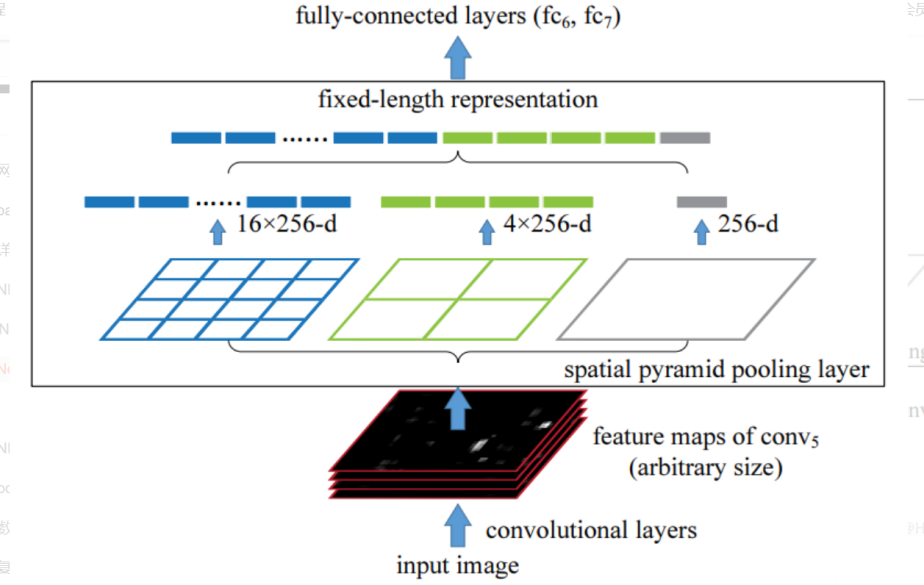 fully-connected layers (fc6, fc7)
fixed-length representation
......
......
16×256-d
4×256-d
256-d
spatial pyramid pooling layer
feature maps of conv5
(arbitrary size)
convolutional layers
input image